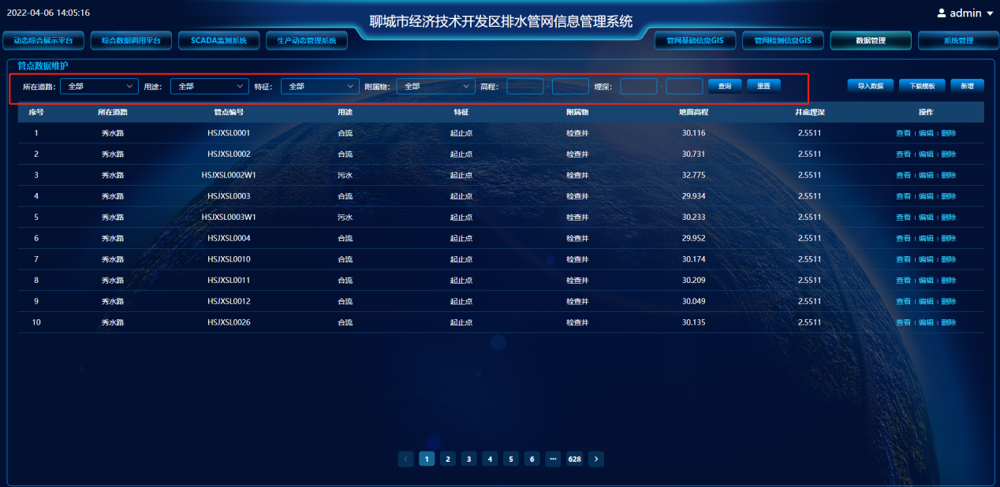 2022-04-06 14:05:16
聊城市经济技术开发区排水管网信息管理系统
admin
动态综合展示平台 综合数据调用平台 SCADA监测系统 生产动态管理系统 管网基础信息GIS 管网检测信息GIS 数据管理 系统管理
管点数据维护
所在道路： 全部 用途： 全部 特征： 全部 附属物： 全部 高程： - 埋深： - 查询 重置 导入数据 下载模板 新增
序号 所在道路 管点编号 用途 特征 附属物 地面高程 井底埋深 操作
1 秀水路 HSJXSL0001 合流 起止点 检查井 30.116 2.5511 查看 编辑 删除
2 秀水路 HSJXSL0002 合流 起止点 检查井 30.731 2.5511 查看 编辑 删除
3 秀水路 HSJXSL0002W1 污水 起止点 检查井 32.775 2.5511 查看 编辑 删除
4 秀水路 HSJXSL0003 合流 起止点 检查井 29.934 2.5511 查看 编辑 删除
5 秀水路 HSJXSL0003W1 污水 起止点 检查井 30.233 2.5511 查看 编辑 删除
6 秀水路 HSJXSL0004 合流 起止点 检查井 29.952 2.5511 查看 编辑 删除
7 秀水路 HSJXSL0010 合流 起止点 检查井 30.174 2.5511 查看 编辑 删除
8 秀水路 HSJXSL0011 合流 起止点 检查井 30.209 2.5511 查看 编辑 删除
9 秀水路 HSJXSL0012 合流 起止点 检查井 30.049 2.5511 查看 编辑 删除
10 秀水路 HSJXSL0026 合流 起止点 检查井 30.135 2.5511 查看 编辑 删除
1 2 3 4 5 6 ··· 628